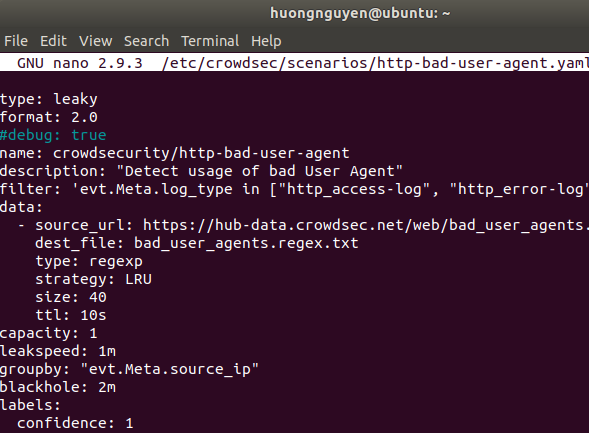 huongnguyen@ubuntu: ~
File Edit View Search Terminal Help
GNU nano 2.9.3 /etc/crowdsec/scenarios/http-bad-user-agent.yaml
type: leaky
format: 2.0
#debug: true
name: crowdsecurity/http-bad-user-agent
description: "Detect usage of bad User Agent"
filter: 'evt.Meta.log_type in ["http_access-log", "http_error-log"
data:
  - source_url: https://hub-data.crowdsec.net/web/bad_user_agents.
    dest_file: bad_user_agents.regex.txt
    type: regexp
    strategy: LRU
    size: 40
    ttl: 10s
capacity: 1
leakspeed: 1m
groupby: "evt.Meta.source_ip"
blackhole: 2m
labels:
  confidence: 1